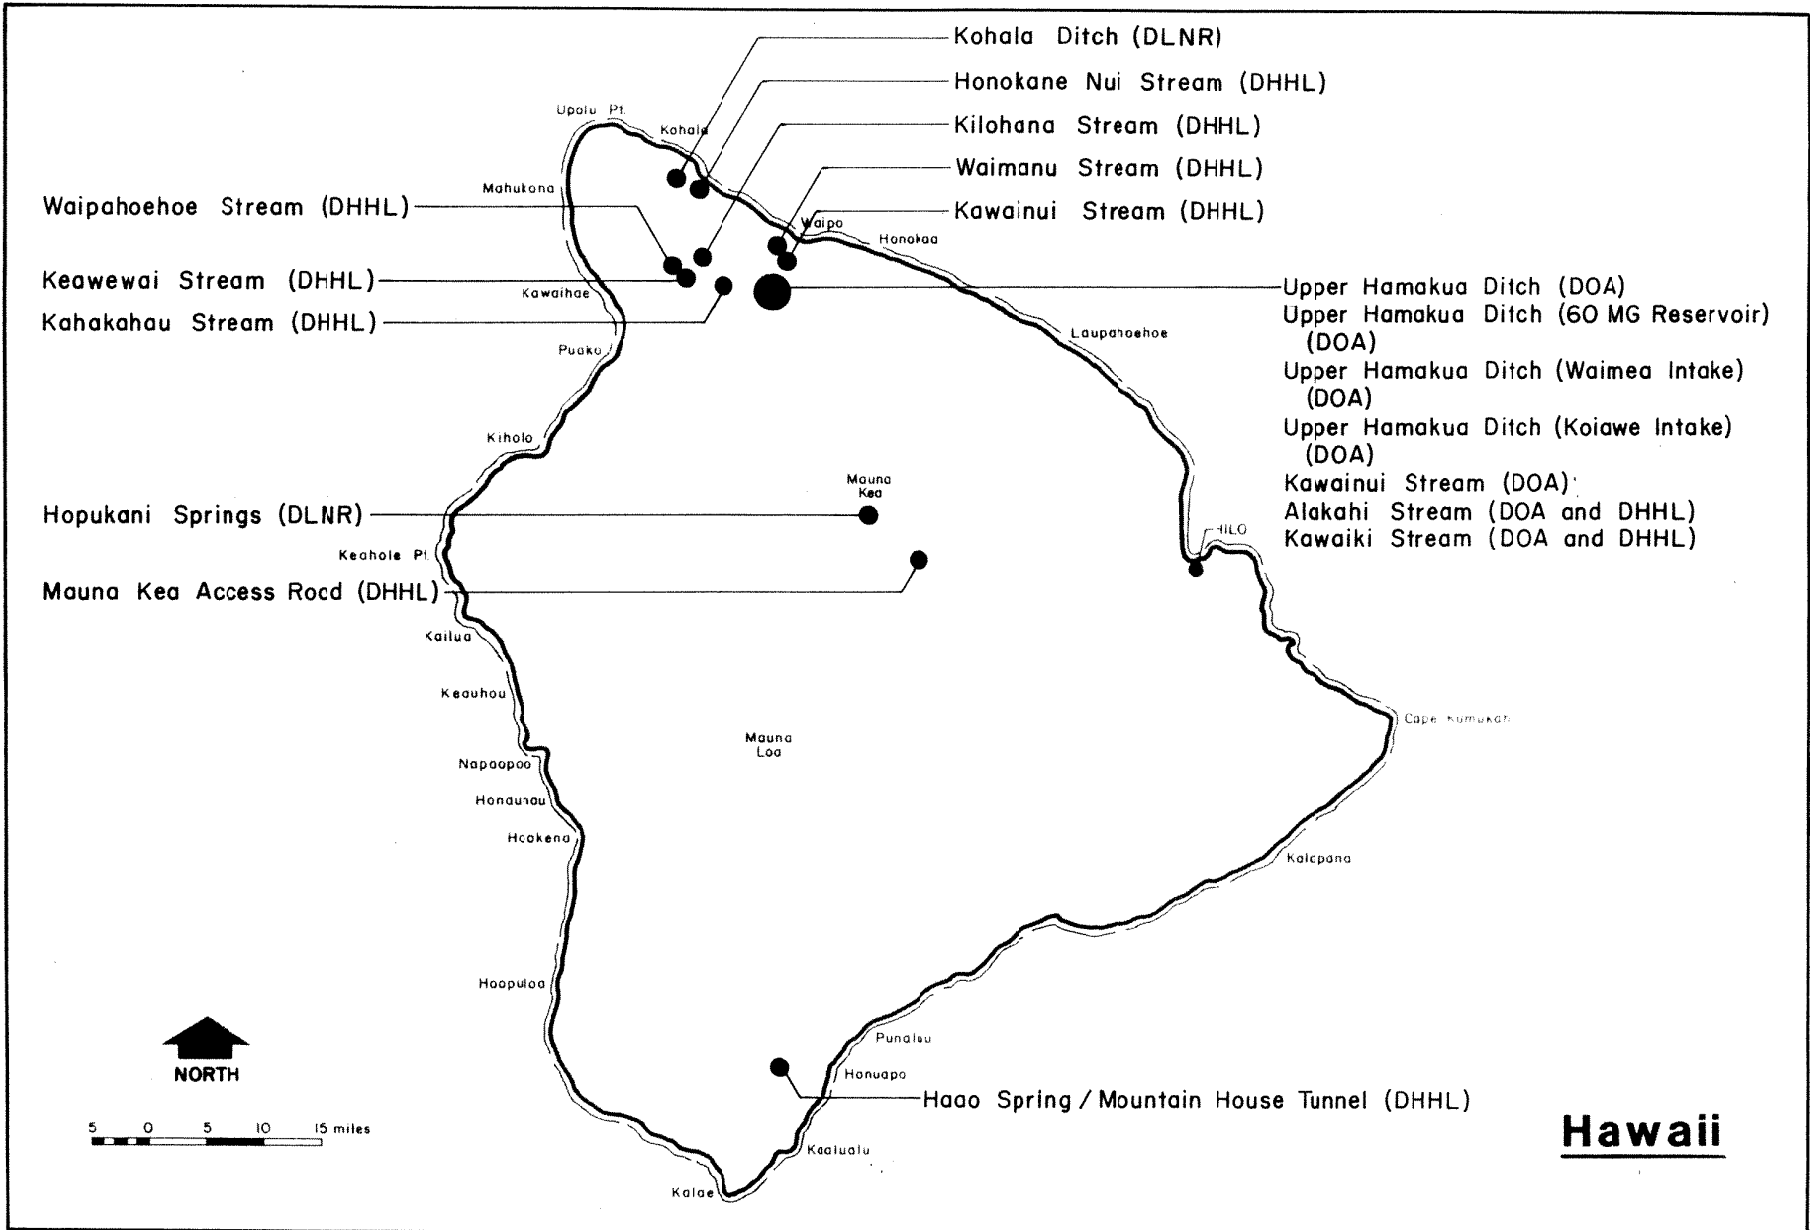 Kohala Ditch (DLNR)
Honokane Nui Stream (DHHL)
Upolu Pt.
Kohala
Kilohana Stream (DHHL)
Waimanu Stream (DHHL)
Mahukona
Waipahoehoe Stream (DHHL)
Kawainui Stream (DHHL)
Waipo
Honokaa
Keawewai Stream (DHHL)
Kawaihae
Kahakahau Stream (DHHL)
Upper Hamakua Ditch (DOA)
Upper Hamakua Ditch (60 MG Reservoir)
(DOA)
Upper Hamakua Ditch (Waimea Intake)
(DOA)
Upper Hamakua Ditch (Koiawe Intake)
(DOA)
Kawainui Stream (DOA)
Alakahi Stream (DOA and DHHL)
Kawaiki Stream (DOA and DHHL)
Laupahoehoe
Puako
Kiholo
Mauna
Kea
Hopukani Springs (DLNR)
HILO
Keahole Pt.
Mauna Kea Access Road (DHHL)
Kailua
Keauhou
Cape Kumukahi
Mauna
Loa
Napoopoo
Honaunau
Hookena
Kalapana
Hoopuloa
NORTH
Punaluu
Honuapo
Haao Spring / Mountain House Tunnel (DHHL)
5 0 5 10 15 miles
Kaalualu
Hawaii
Kalae